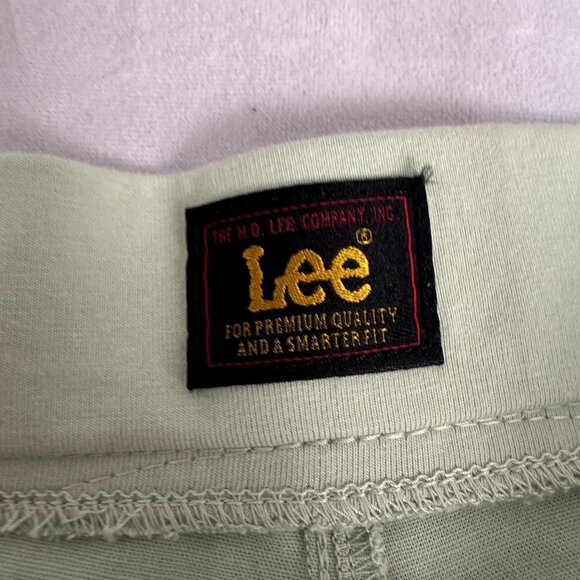 THE H.D. LEE COMPANY, INC.
Lee®
FOR PREMIUM QUALITY
AND A SMARTER FIT